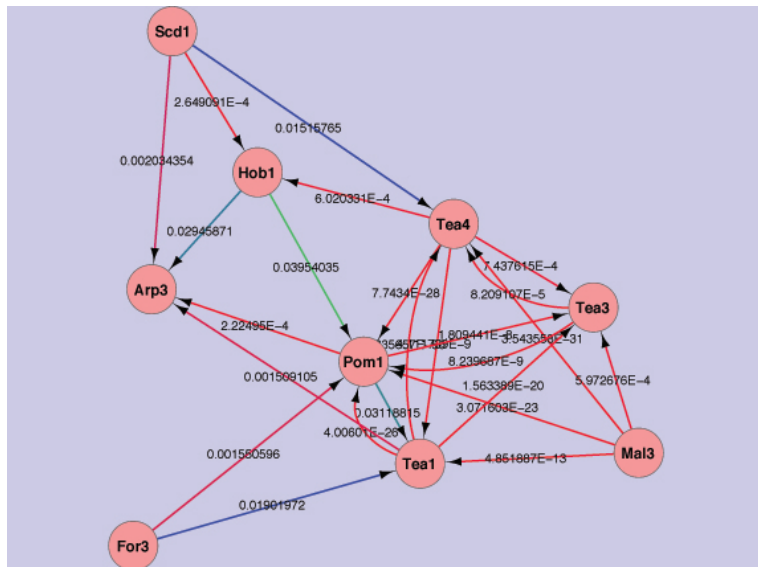 Scd1
2.649091E−4
0.01515765
0.002034354
Hob1
6.020331E−4
Tea4
0.02945871
7.437615E−4
0.03954035
Arp3
7.7434E−28
8.209107E−5
Tea3
2.22495E−4
1.809441E−8
3.543558E−31
Pom1
8.239687E−9
0.001509105
1.563389E−20
5.972676E−4
0.03118815
3.071603E−23
4.00601E−26
0.001550596
Tea1
4.851887E−13
Mal3
0.01901972
For3